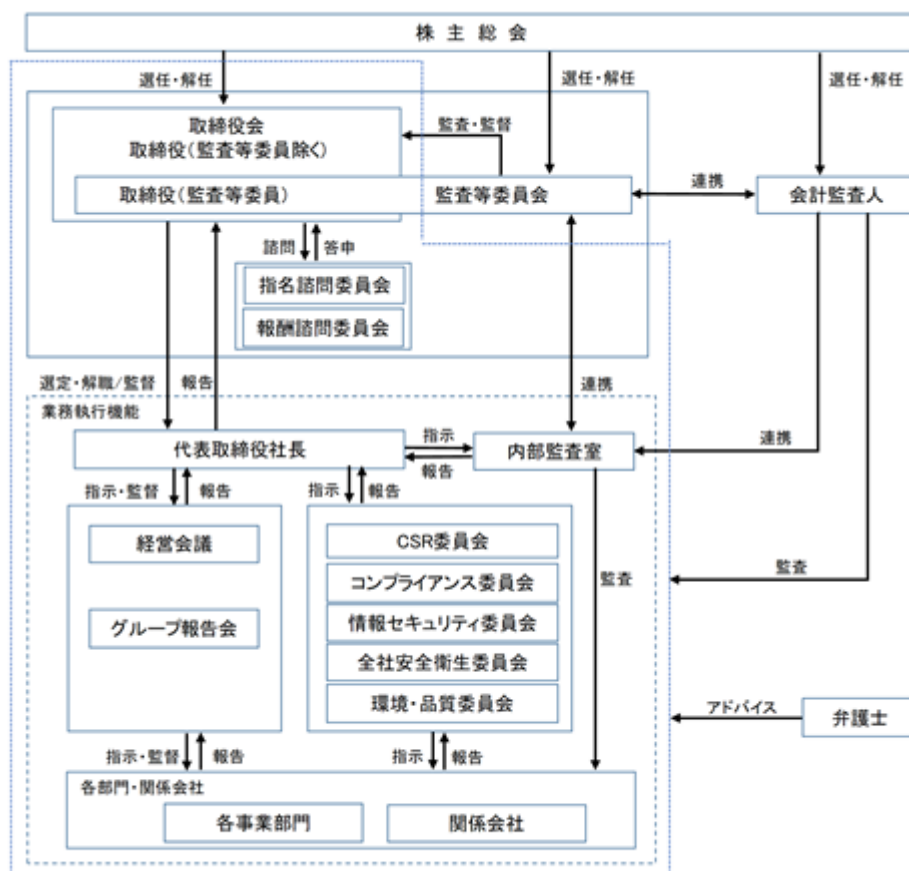 株主総会
選任・解任
選任・解任
選任・解任
取締役会
取締役(監査等委員除く)
監査・監督
取締役(監査等委員)
監査等委員会
連携
会計監査人
諮問
答申
指名諮問委員会
報酬諮問委員会
選定・解職/監督
報告
連携
業務執行機能
代表取締役社長
指示
報告
内部監査室
連携
指示・監督
報告
指示
報告
経営会議
グループ報告会
CSR委員会
コンプライアンス委員会
情報セキュリティ委員会
全社安全衛生委員会
環境・品質委員会
監査
監査
アドバイス
弁護士
指示・監督
報告
指示
報告
各部門・関係会社
各事業部門
関係会社